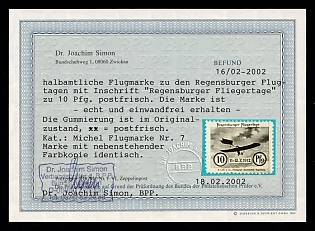 Dr. Joachim Simon
Bundschuhweg 1, 08060 Zwickau
BEFUND
16/02-2002
halbamtliche Flugmarke zu den Regensburger Flug-
tagen mit Inschrift "Regensburger Fliegertage"
zu 10 Pfg. postfrisch. Die Marke ist
- echt und einwandfrei erhalten -
Die Gummierung ist im Original-
zustand, ** = postfrisch.
Kat.: Michel Flugmarke Nr. 7
Marke mit nebenstehender
Farbkopie identisch.
Regensburger Fliegertage
10 Pfg
BPP
Dr. Joachim Simon
18.02.2002
Dr. Joachim Simon, BPP.